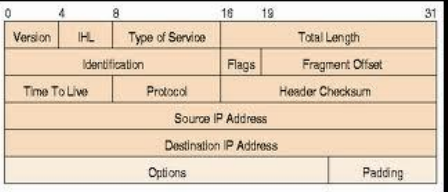 0 4 8 16 19 31
Version IHL Type of Service Total Length
Identification Flags Fragment Offset
Time To Live Protocol Header Checksum
Source IP Address
Destination IP Address
Options Padding